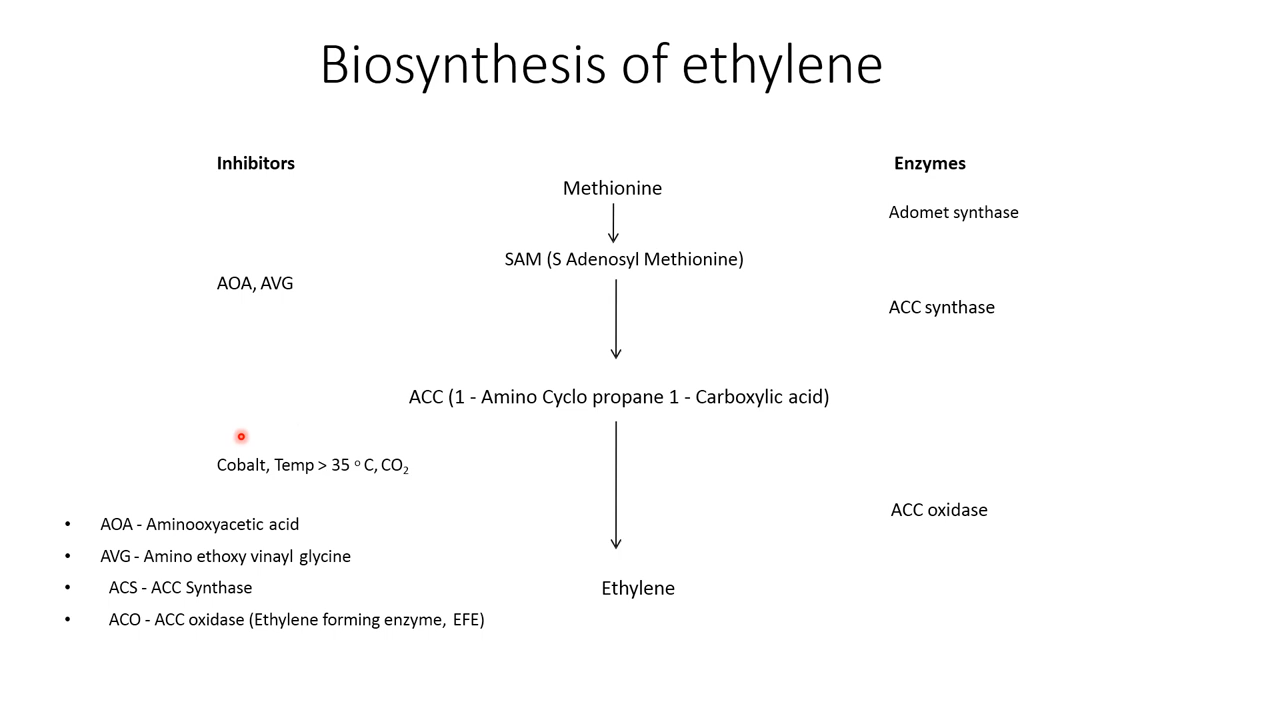 Biosynthesis of ethylene
Inhibitors
Enzymes
Methionine
Adomet synthase
SAM (S Adenosyl Methionine)
AOA, AVG
ACC synthase
ACC (1 - Amino Cyclo propane 1 - Carboxylic acid)
Cobalt, Temp > 35 ᵒ C, CO₂
ACC oxidase
• AOA - Aminooxyacetic acid
• AVG - Amino ethoxy vinayl glycine
• ACS - ACC Synthase
Ethylene
• ACO - ACC oxidase (Ethylene forming enzyme, EFE)